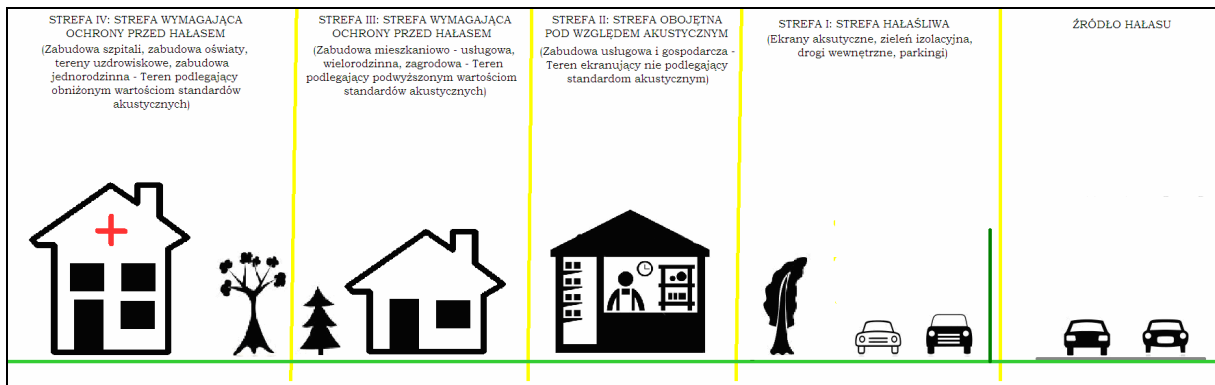 STREFA IV: STREFA WYMAGAJĄCA
OCHRONY PRZED HAŁASEM
(Zabudowa szpitali, zabudowa oświaty,
tereny uzdrowiskowe, zabudowa
jednorodzinna - Teren podlegający
obniżonym wartościom standardów
akustycznych)
STREFA III: STREFA WYMAGAJĄCA
OCHRONY PRZED HAŁASEM
(Zabudowa mieszkaniowo - usługowa,
wielorodzinna, zagrodowa - Teren
podlegający podwyższonym wartościom
standardów akustycznych)
STREFA II: STREFA OBOJĘTNA
POD WZGLĘDEM AKUSTYCZNYM
(Zabudowa usługowa i gospodarcza -
Teren ekranujący nie podlegający
standardom akustycznym)
STREFA I: STREFA HAŁAŚLIWA
(Ekrany aksutyczne, zieleń izolacyjna,
drogi wewnętrzne, parkingi)
ŹRÓDŁO HAŁASU